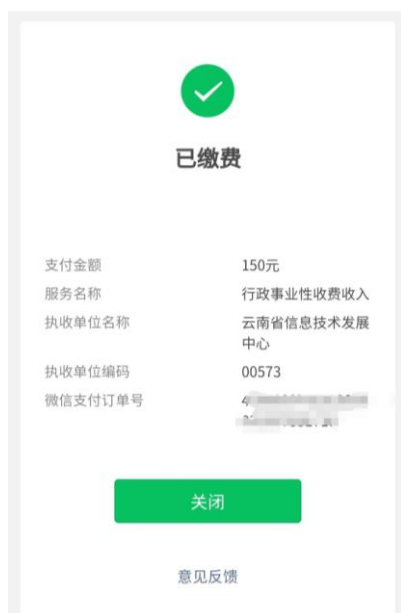 已缴费
支付金额 150元
服务名称 行政事业性收费收入
执收单位名称 云南省信息技术发展
中心
执收单位编码 00573
微信支付订单号
关闭
意见反馈